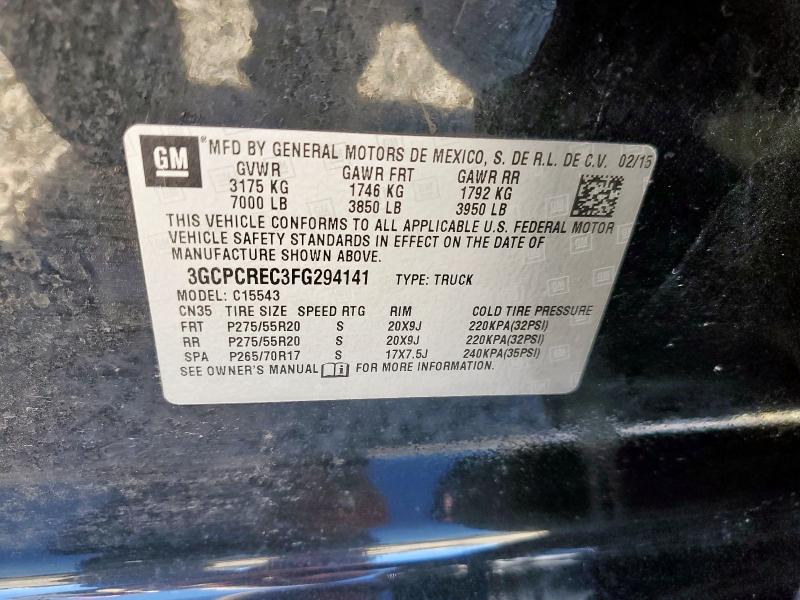 GM ® MFD BY GENERAL MOTORS DE MEXICO, S. DE R.L. DE C.V. 02/15
GVWR GAWR FRT GAWR RR
3175 KG 1746 KG 1792 KG
7000 LB 3850 LB 3950 LB
THIS VEHICLE CONFORMS TO ALL APPLICABLE U.S. FEDERAL MOTOR
VEHICLE SAFETY STANDARDS IN EFFECT ON THE DATE OF
MANUFACTURE SHOWN ABOVE.
3GCPCREC3FG294141 TYPE: TRUCK
MODEL: C15543
CN35 TIRE SIZE SPEED RTG RIM COLD TIRE PRESSURE
FRT P275/55R20 S 20X9J 220KPA(32PSI)
RR P275/55R20 S 20X9J 220KPA(32PSI)
SPA P265/70R17 S 17X7.5J 240KPA(35PSI)
SEE OWNER'S MANUAL i FOR MORE INFORMATION.